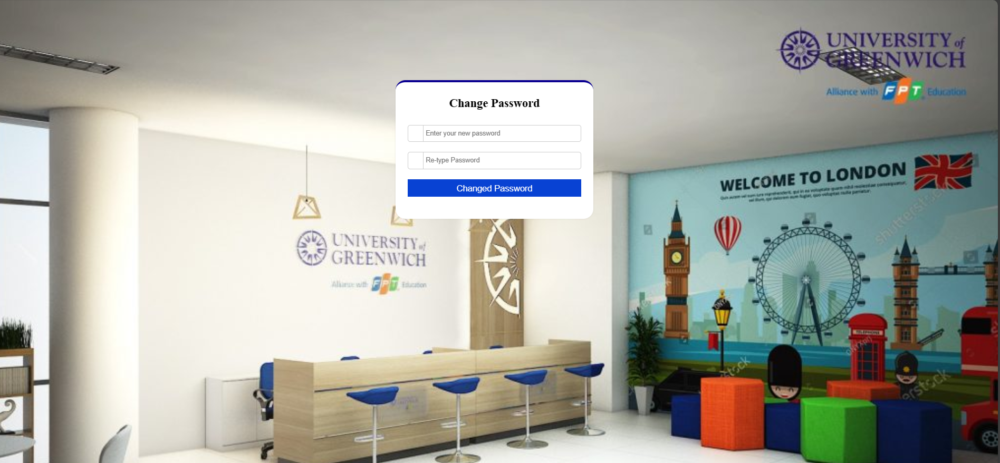 UNIVERSITY of
GREENWICH
Alliance with FPT Education
Change Password
Enter your new password
Re-type Password
Changed Password
WELCOME TO LONDON
UNIVERSITY of
GREENWICH
Alliance with FPT Education
TELEPHONE
shutterstock